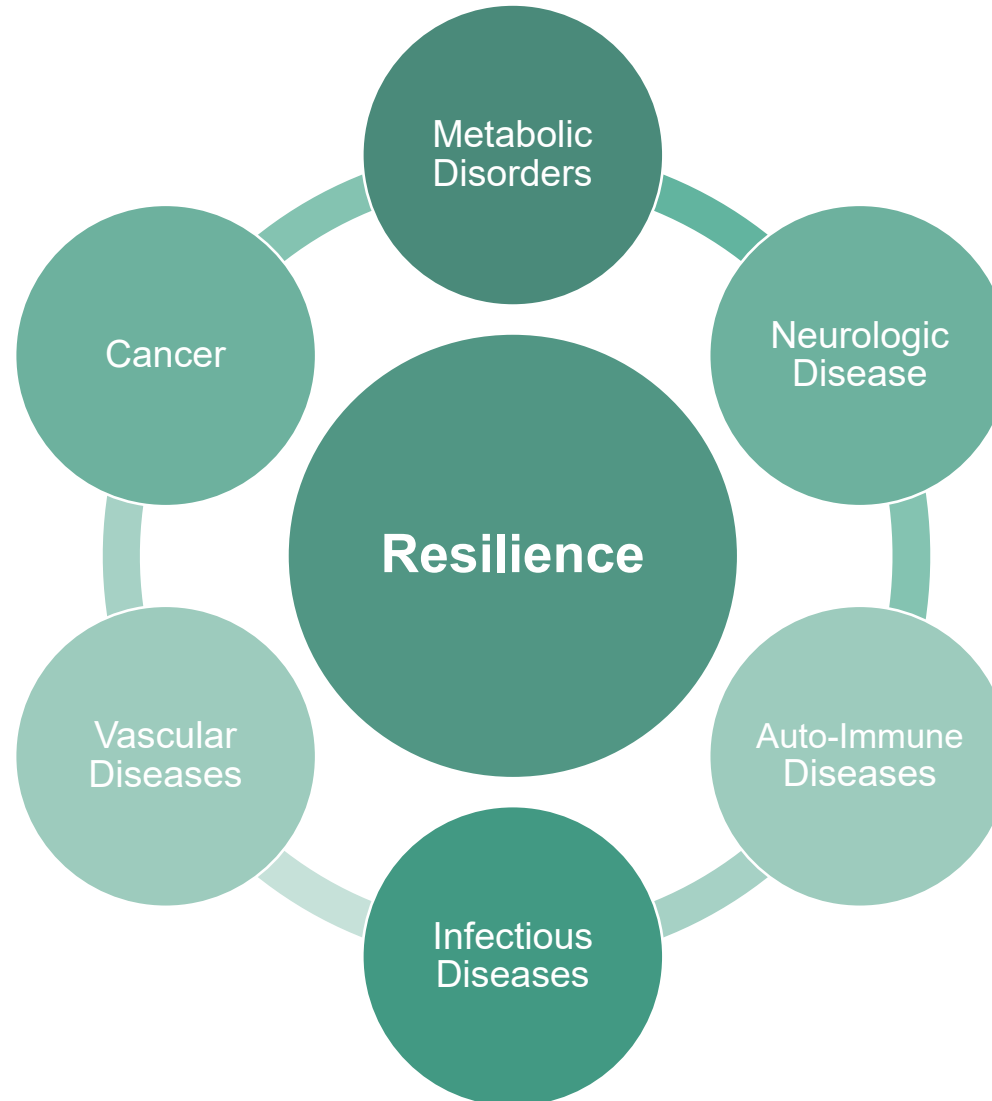 Metabolic
Disorders
Neurologic
Disease
Auto-Immune
Diseases
Infectious
Diseases
Vascular
Diseases
Cancer
Resilience